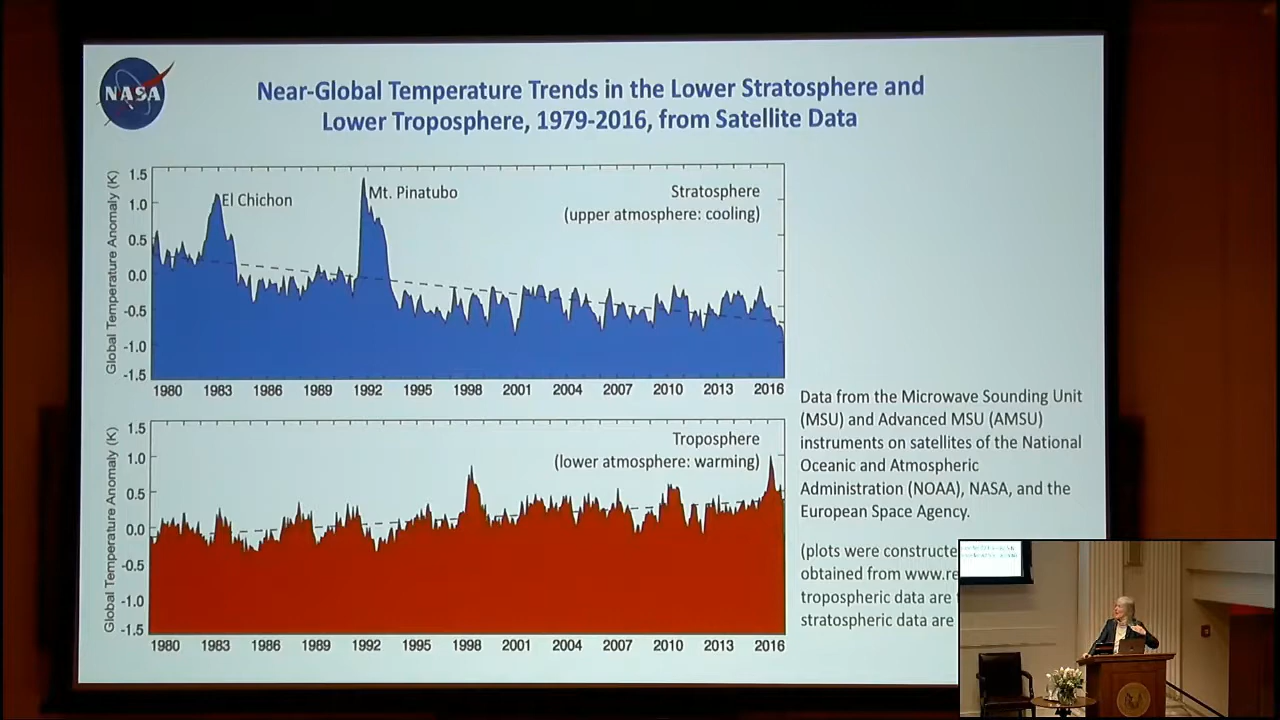 NASA
Near-Global Temperature Trends in the Lower Stratosphere and
Lower Troposphere, 1979-2016, from Satellite Data
Global Temperature Anomaly (K)
1.5
1.0
0.5
0.0
-0.5
-1.0
-1.5
El Chichon
Mt. Pinatubo
Stratosphere
(upper atmosphere: cooling)
1980 1983 1986 1989 1992 1995 1998 2001 2004 2007 2010 2013 2016
Global Temperature Anomaly (K)
1.5
1.0
0.5
0.0
-0.5
-1.0
-1.5
Troposphere
(lower atmosphere: warming)
1980 1983 1986 1989 1992 1995 1998 2001 2004 2007 2010 2013 2016
Data from the Microwave Sounding Unit
(MSU) and Advanced MSU (AMSU)
instruments on satellites of the National
Oceanic and Atmospheric
Administration (NOAA), NASA, and the
European Space Agency.
(plots were constructe
obtained from www.re
tropospheric data are
stratospheric data are